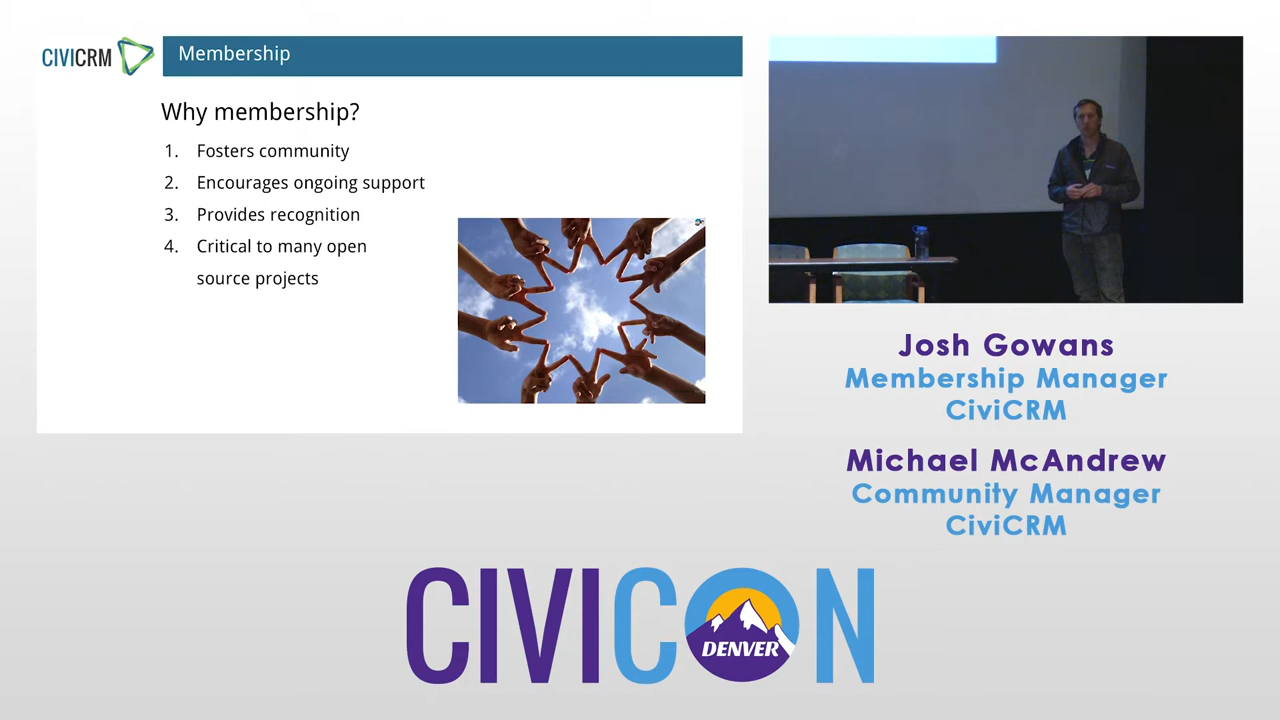 CIVICRM
Membership
Why membership?
1. Fosters community
2. Encourages ongoing support
3. Provides recognition
4. Critical to many open
source projects
Josh Gowans
Membership Manager
CiviCRM
Michael McAndrew
Community Manager
CiviCRM
CIVICON
DENVER